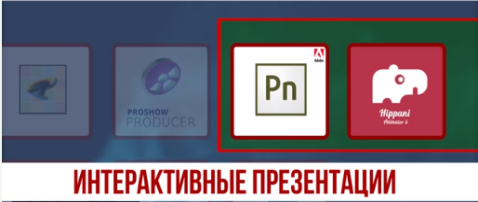 Adobe
PROSHOW
PRODUCER
Pn
Hippani
Animator 5
ИНТЕРАКТИВНЫЕ ПРЕЗЕНТАЦИИ